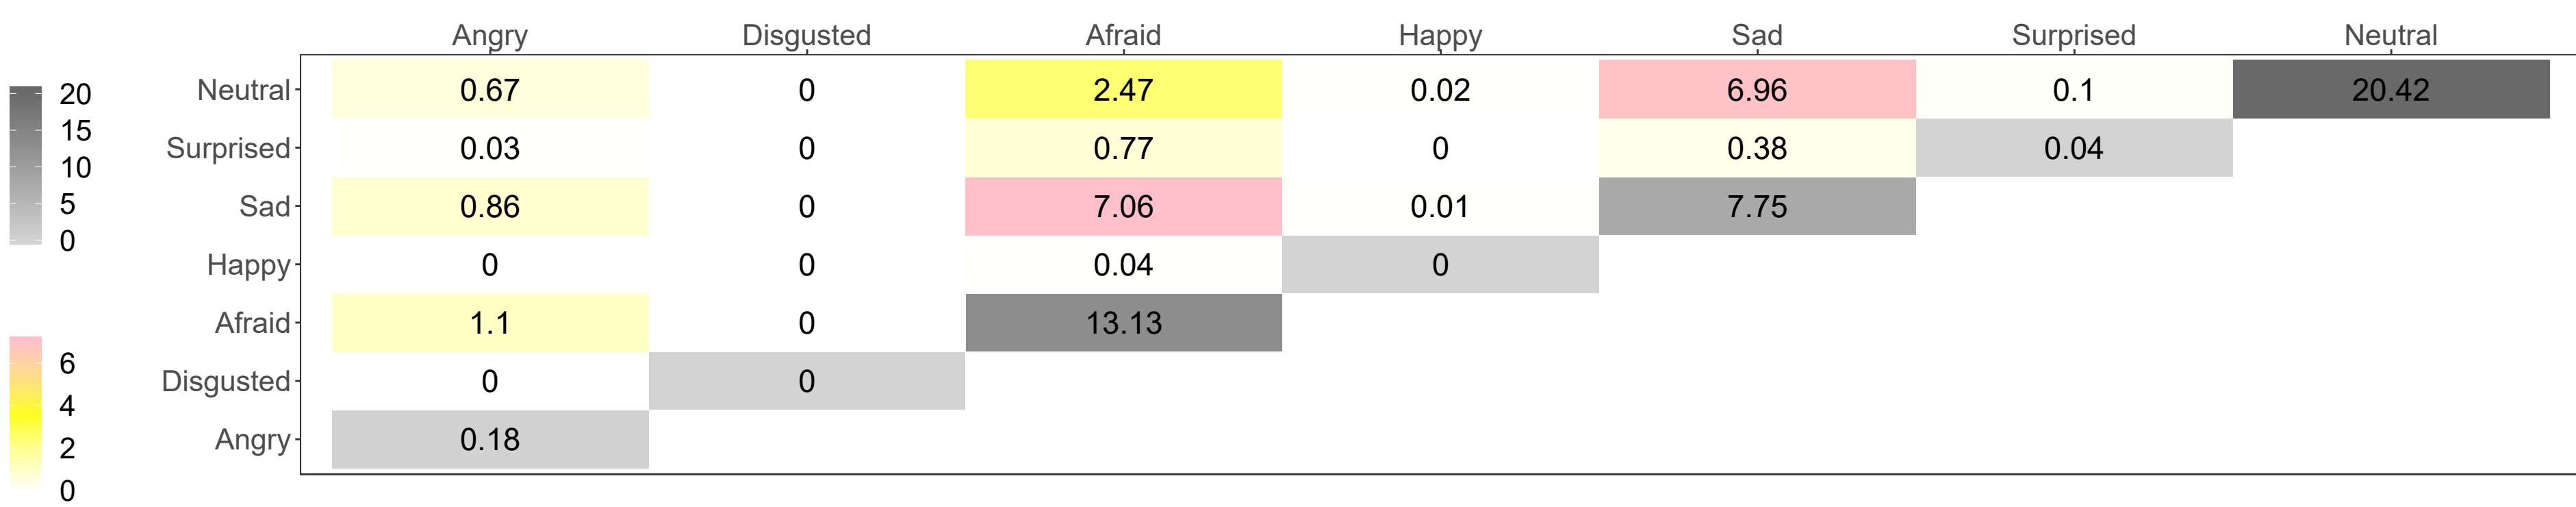 Angry Disgusted Afraid Happy Sad Surprised Neutral
Neutral 0.67 0 2.47 0.02 6.96 0.1 20.42
Surprised 0.03 0 0.77 0 0.38 0.04
Sad 0.86 0 7.06 0.01 7.75
Happy 0 0 0.04 0
Afraid 1.1 0 13.13
Disgusted 0 0
Angry 0.18
20
15
10
5
0
6
4
2
0